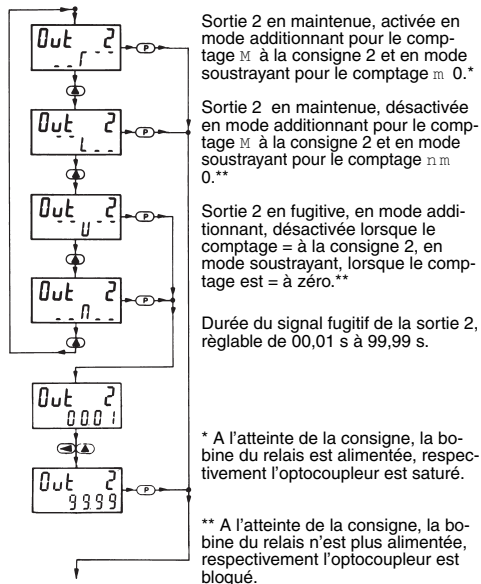 Out 2
_ _ Γ
P
Sortie 2 en maintenue, activée en
mode additionnant pour le comp-
tage M à la consigne 2 et en mode
soustrayant pour le comptage m 0.*
Out 2
_ _ L _ _
P
Sortie 2 en maintenue, désactivée
en mode additionnant pour le comp-
tage M à la consigne 2 et en mode
soustrayant pour le comptage nm
0.**
Out 2
U
P
Sortie 2 en fugitive, en mode addi-
tionnant, désactivée lorsque le
comptage = à la consigne 2, en
mode soustrayant, lorsque le comp-
tage est = à zéro.**
Out 2
_ _ Π _ _
P
Durée du signal fugitif de la sortie 2,
règlable de 00,01 s à 99,99 s.
Out 2
0001
Out 2
99.99
P
* A l'atteinte de la consigne, la bo-
bine du relais est alimentée, respec-
tivement l'optocoupleur est saturé.
** A l'atteinte de la consigne, la bo-
bine du relais n'est plus alimentée,
respectivement l'optocoupleur est
bloqué.